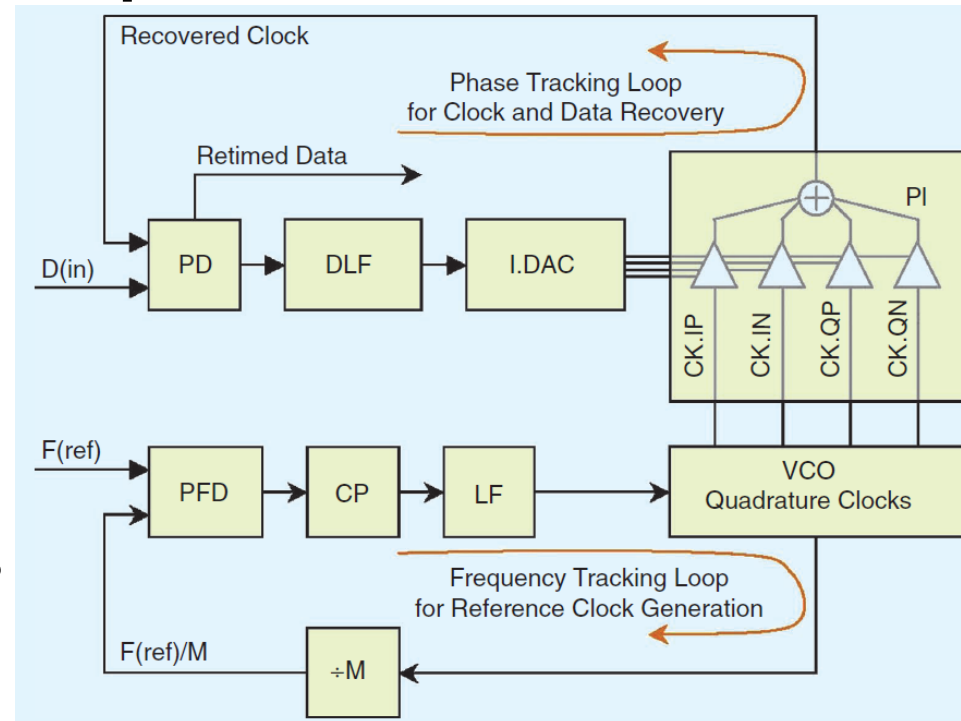 Recovered Clock
Phase Tracking Loop
for Clock and Data Recovery
Retimed Data
PI
D(in)
PD
DLF
I.DAC
CK.IP
CK.IN
CK.QP
CK.QN
F(ref)
PFD
CP
LF
VCO
Quadrature Clocks
Frequency Tracking Loop
for Reference Clock Generation
F(ref)/M
÷M